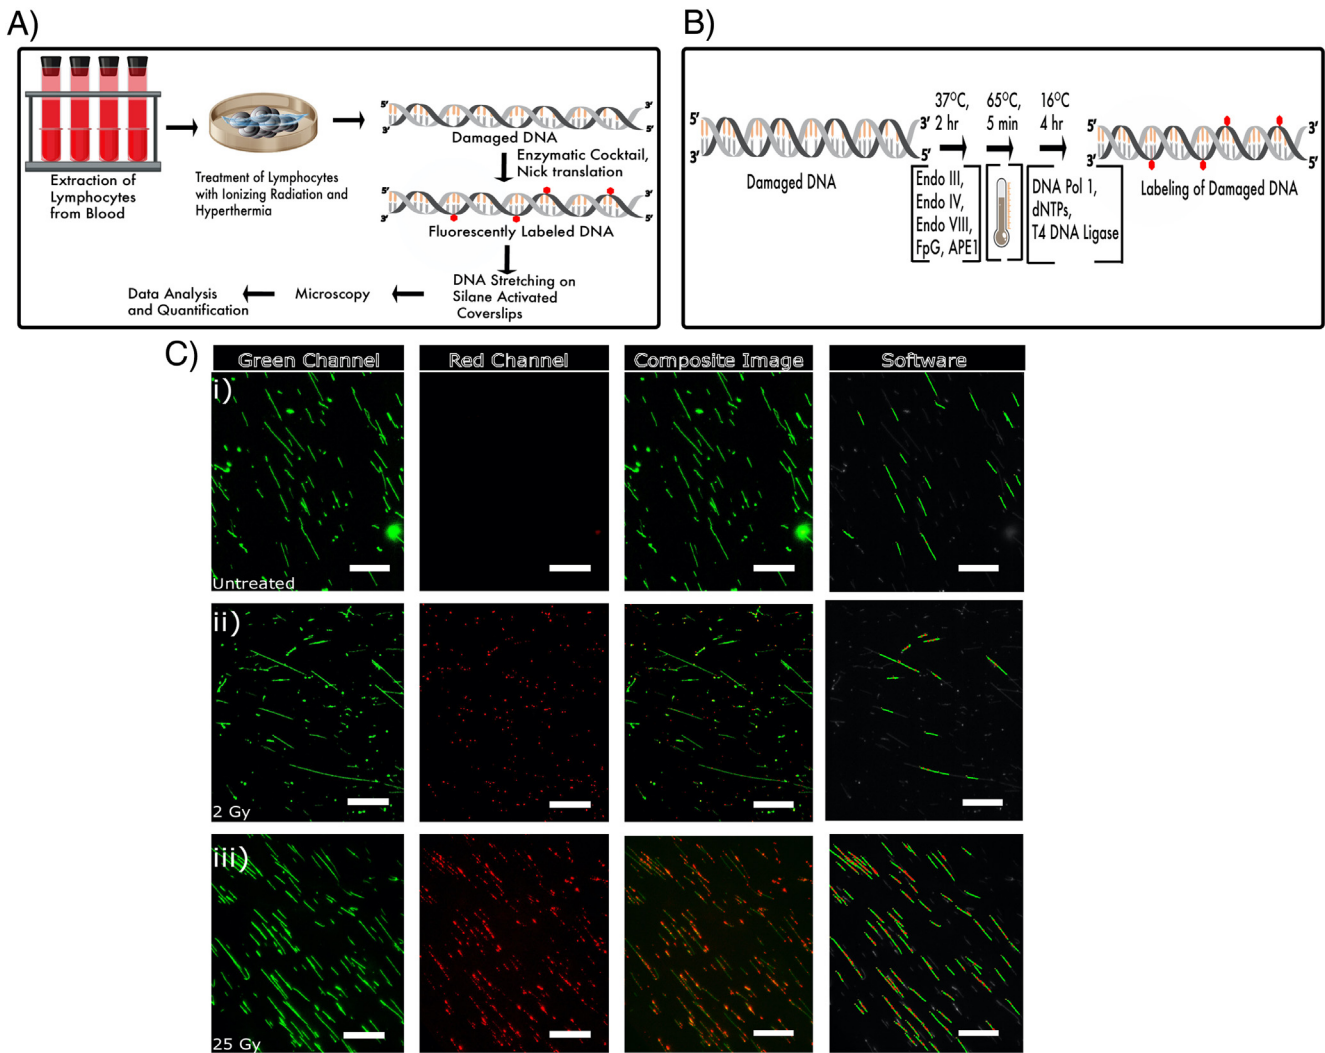 A)
Extraction of
Lymphocytes
from Blood
Treatment of Lymphocytes
with Ionizing Radiation and
Hyperthermia
5'
3'
3'
5'
Damaged DNA
Enzymatic Cocktail,
Nick translation
5'
3'
3'
5'
Fluorescently Labeled DNA
DNA Stretching on
Silane Activated
Coverslips
Microscopy
Data Analysis
and Quantification
B)
5'
3'
3'
5'
Damaged DNA
37°C,
2 hr
65°C,
5 min
16°C
4 hr
Endo III,
Endo IV,
Endo VIII,
FpG, APE1
DNA Pol 1,
dNTPs,
T4 DNA Ligase
5'
3'
3'
5'
Labeling of Damaged DNA
C)
Green Channel
Red Channel
Composite Image
Software
i)
Untreated
ii)
2 Gy
iii)
25 Gy